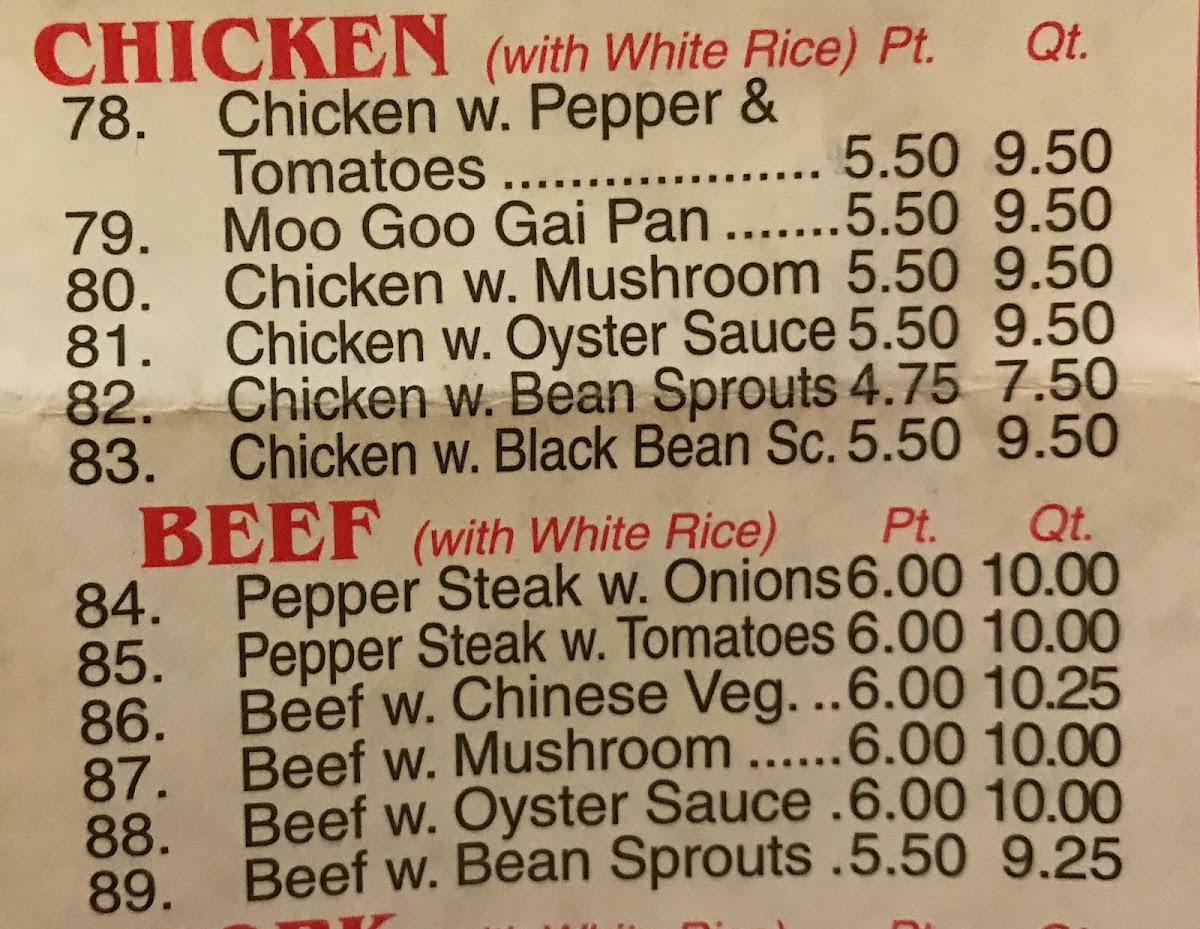 CHICKEN (with White Rice) Pt. Qt.
78. Chicken w. Pepper &
Tomatoes ................... 5.50 9.50
79. Moo Goo Gai Pan .......5.50 9.50
80. Chicken w. Mushroom 5.50 9.50
81. Chicken w. Oyster Sauce 5.50 9.50
82. Chicken w. Bean Sprouts 4.75 7.50
83. Chicken w. Black Bean Sc. 5.50 9.50
BEEF (with White Rice) Pt. Qt.
84. Pepper Steak w. Onions 6.00 10.00
85. Pepper Steak w. Tomatoes 6.00 10.00
86. Beef w. Chinese Veg. ..6.00 10.25
87. Beef w. Mushroom ......6.00 10.00
88. Beef w. Oyster Sauce .6.00 10.00
89. Beef w. Bean Sprouts .5.50 9.25